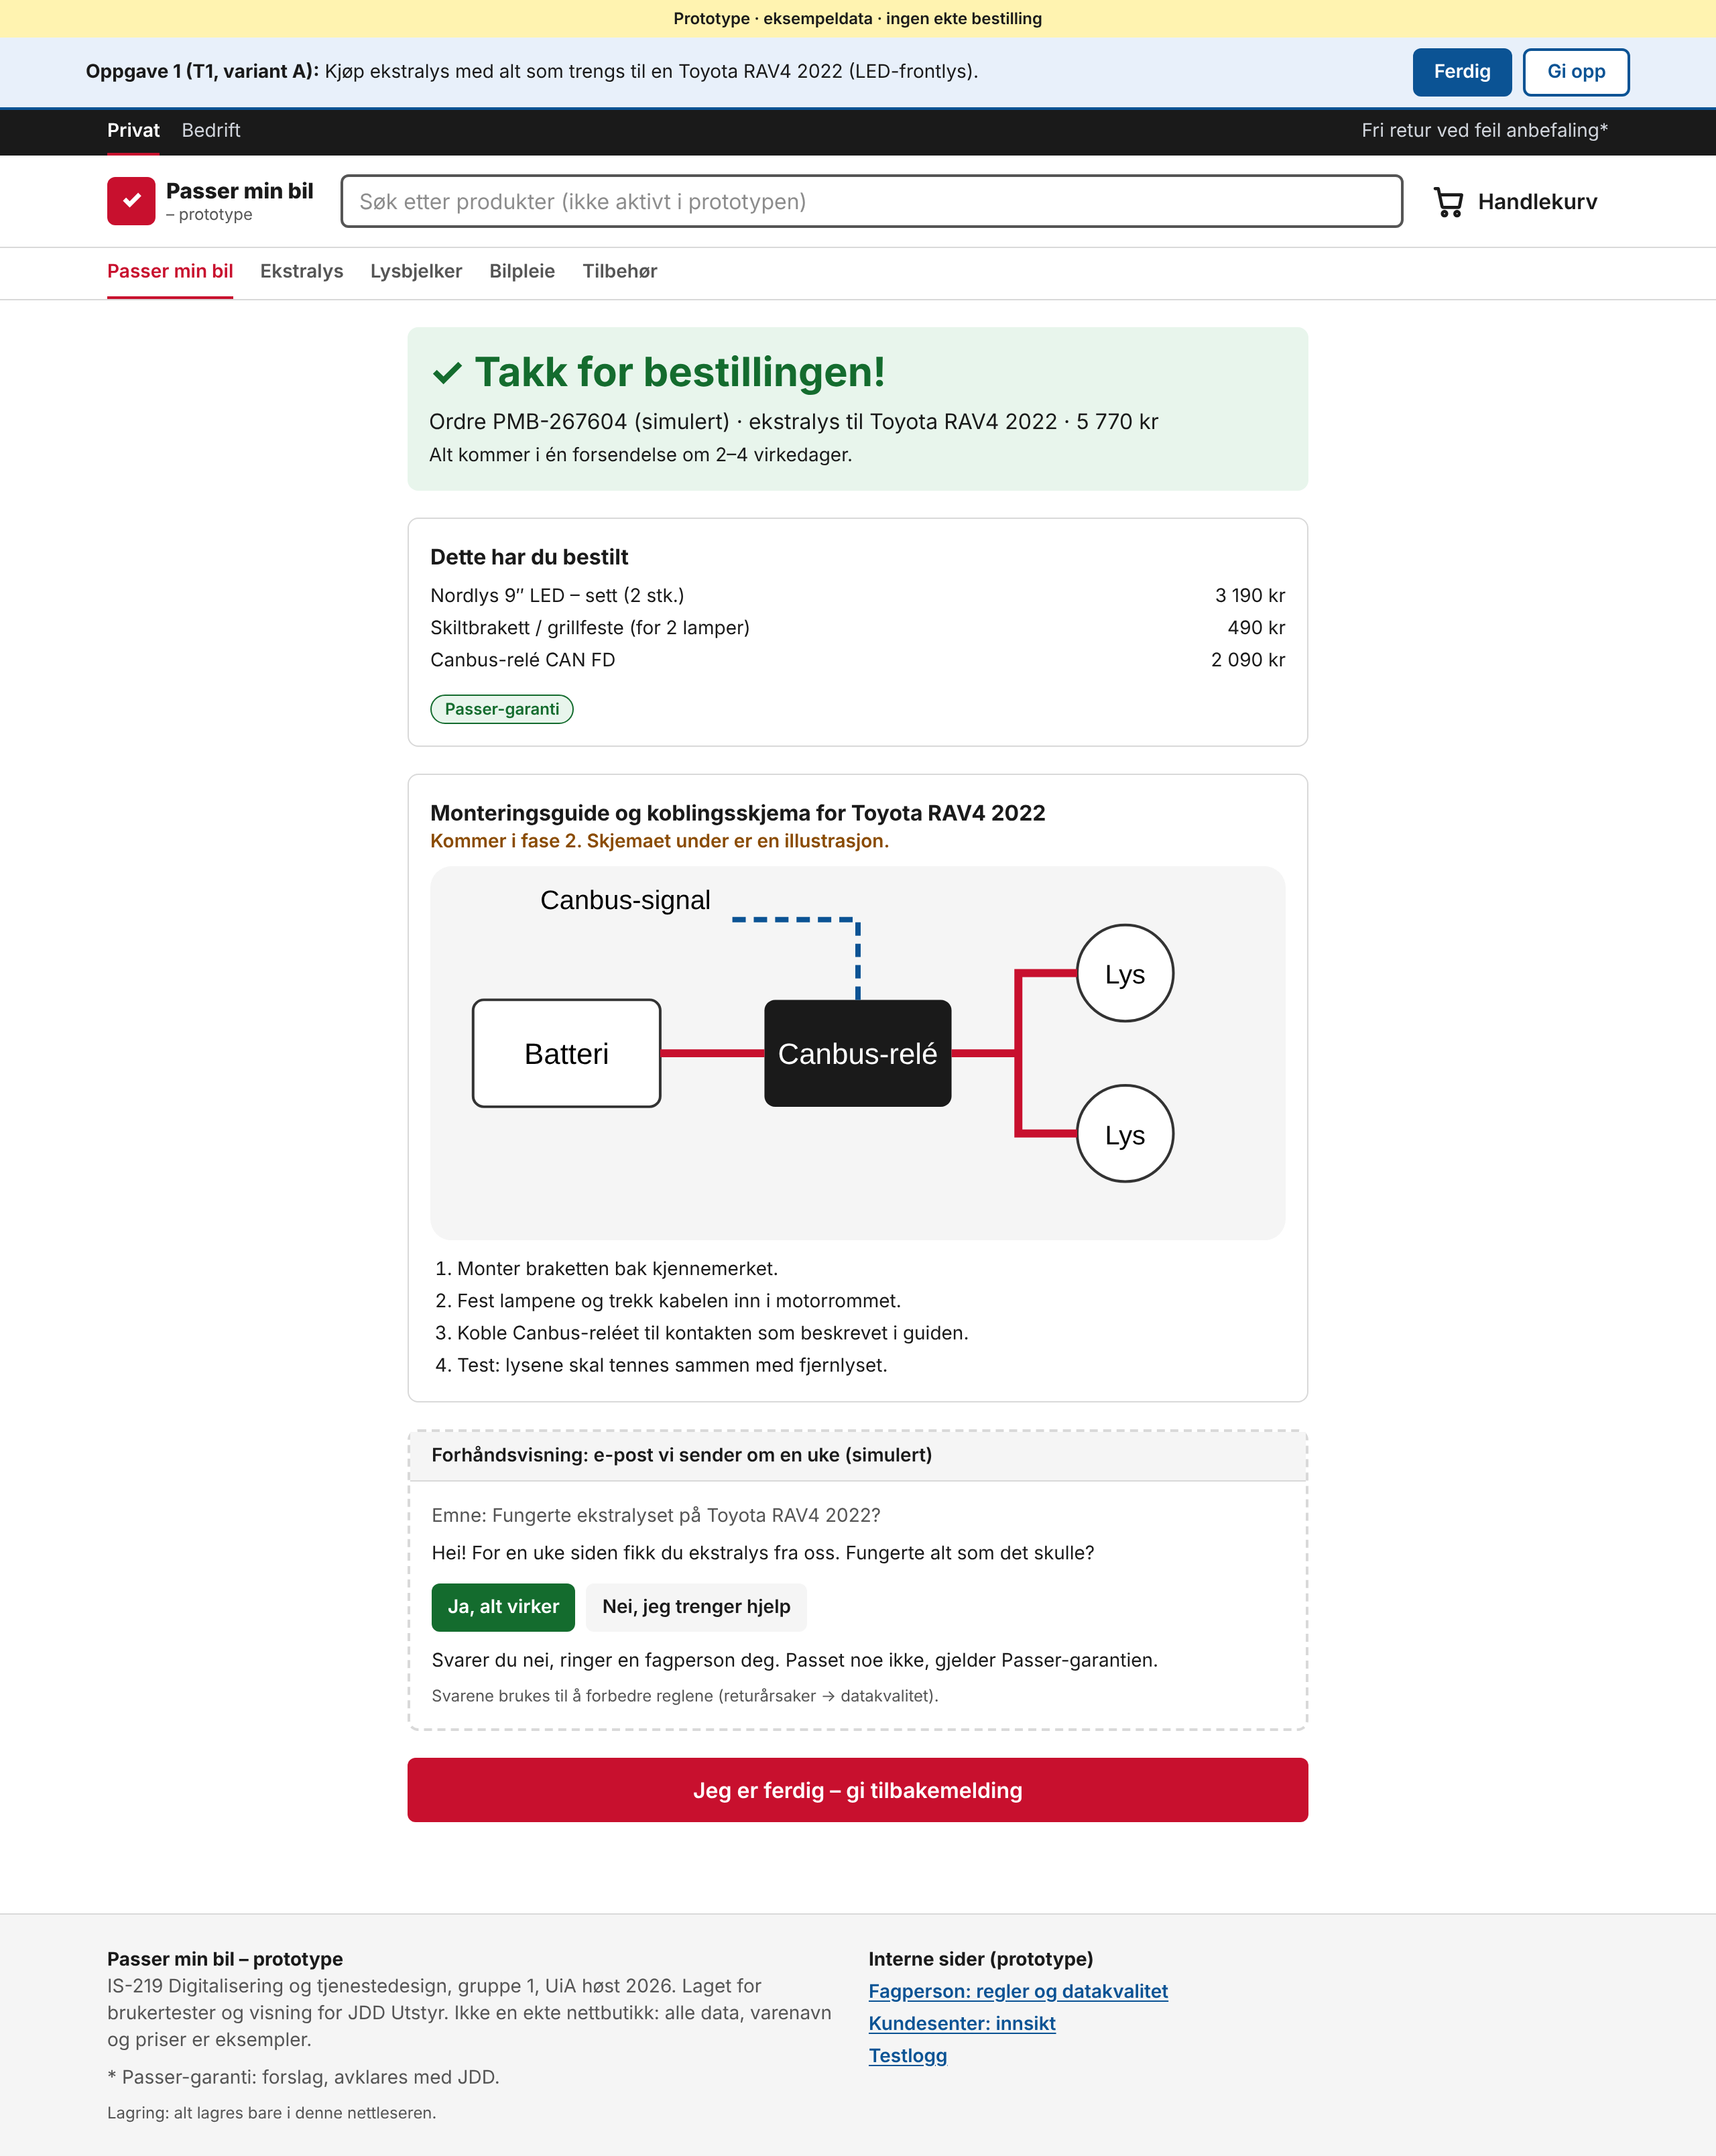 Prototype · eksempeldata · ingen ekte bestilling
Oppgave 1 (T1, variant A): Kjøp ekstralys med alt som trengs til en Toyota RAV4 2022 (LED-frontlys).
Ferdig
Gi opp
Privat
Bedrift
Fri retur ved feil anbefaling*
Passer min bil
– prototype
Søk etter produkter (ikke aktivt i prototypen)
Handlekurv
Passer min bil
Ekstralys
Lysbjelker
Bilpleie
Tilbehør
✓ Takk for bestillingen!
Ordre PMB-267604 (simulert) · ekstralys til Toyota RAV4 2022 · 5 770 kr
Alt kommer i én forsendelse om 2–4 virkedager.
Dette har du bestilt
Nordlys 9″ LED – sett (2 stk.) 3 190 kr
Skiltbrakett / grillfeste (for 2 lamper) 490 kr
Canbus-relé CAN FD 2 090 kr
Passer-garanti
Monteringsguide og koblingsskjema for Toyota RAV4 2022
Kommer i fase 2. Skjemaet under er en illustrasjon.
Canbus-signal
Lys
Batteri
Canbus-relé
Lys
1. Monter braketten bak kjennemerket.
2. Fest lampene og trekk kabelen inn i motorrommet.
3. Koble Canbus-reléet til kontakten som beskrevet i guiden.
4. Test: lysene skal tennes sammen med fjernlyset.
Forhåndsvisning: e-post vi sender om en uke (simulert)
Emne: Fungerte ekstralyset på Toyota RAV4 2022?
Hei! For en uke siden fikk du ekstralys fra oss. Fungerte alt som det skulle?
Ja, alt virker
Nei, jeg trenger hjelp
Svarer du nei, ringer en fagperson deg. Passet noe ikke, gjelder Passer-garantien.
Svarene brukes til å forbedre reglene (returårsaker → datakvalitet).
Jeg er ferdig – gi tilbakemelding
Passer min bil – prototype
IS-219 Digitalisering og tjenestedesign, gruppe 1, UiA høst 2026. Laget for
brukertester og visning for JDD Utstyr. Ikke en ekte nettbutikk: alle data, varenavn
og priser er eksempler.
* Passer-garanti: forslag, avklares med JDD.
Lagring: alt lagres bare i denne nettleseren.
Interne sider (prototype)
Fagperson: regler og datakvalitet
Kundesenter: innsikt
Testlogg